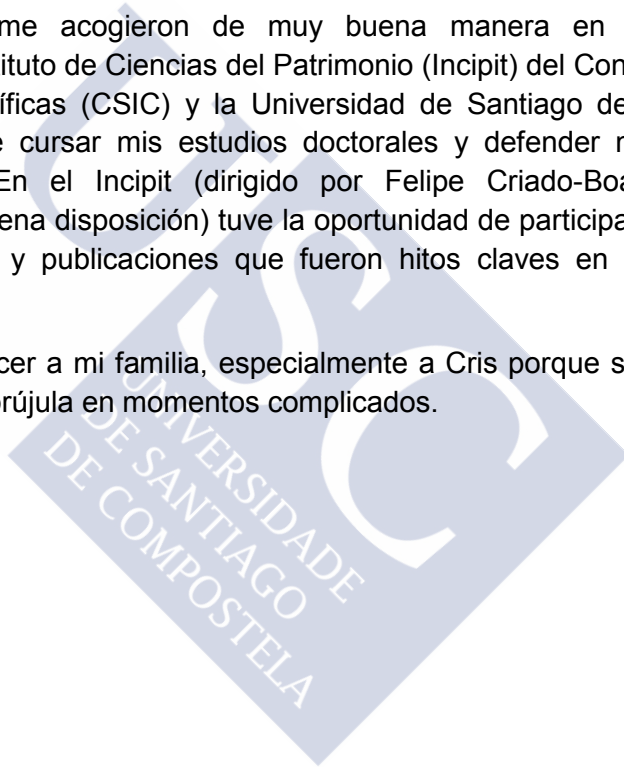 me acogieron de muy buena manera en
ituto de Ciencias del Patrimonio (Incipit) del Con
íficas (CSIC) y la Universidad de Santiago de
e cursar mis estudios doctorales y defender
En el Incipit (dirigido por Felipe Criado-Boa
ena disposición) tuve la oportunidad de participa
y publicaciones que fueron hitos claves en
cer a mi familia, especialmente a Cris porque s
rújula en momentos complicados.
USC
UNIVERSIDADE
DE SANTIAGO
DE COMPOSTELA